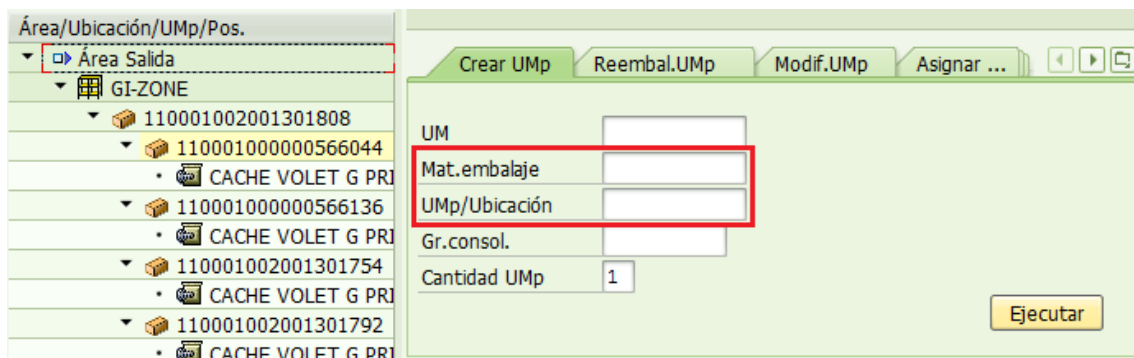 Área/Ubicación/UMp/Pos.
Área Salida
GI-ZONE
110001002001301808
110001000000566044
CACHE VOLET G PRI
110001000000566136
CACHE VOLET G PRI
110001002001301754
CACHE VOLET G PRI
110001002001301792
CACHE VOLET G PRI
Crear UMp Reembal.UMp Modif.UMp Asignar ...
UM
Mat.embalaje
UMp/Ubicación
Gr.consol.
Cantidad UMp 1
Ejecutar